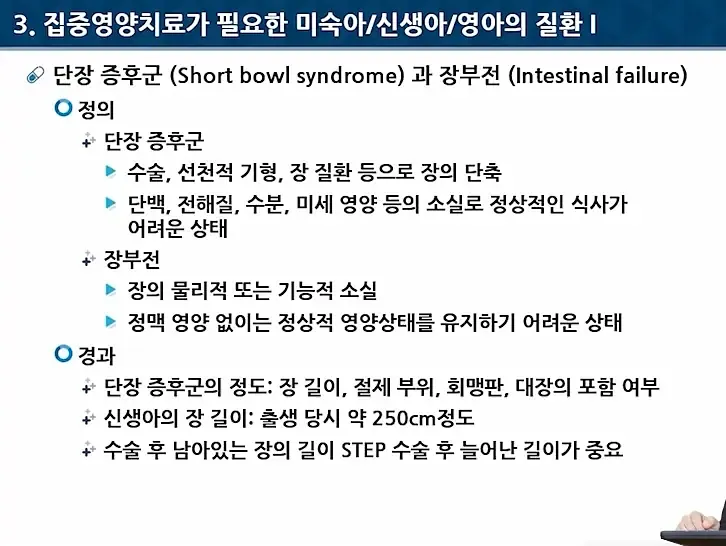 3. 집중영양치료가 필요한 미숙아/신생아/영아의 질환 I
단장 증후군 (Short bowl syndrome) 과 장부전 (Intestinal failure)
정의
단장 증후군
수술, 선천적 기형, 장 질환 등으로 장의 단축
단백, 전해질, 수분, 미세 영양 등의 소실로 정상적인 식사가
어려운 상태
장부전
장의 물리적 또는 기능적 소실
정맥 영양 없이는 정상적 영양상태를 유지하기 어려운 상태
경과
단장 증후군의 정도: 장 길이, 절제 부위, 회맹판, 대장의 포함 여부
신생아의 장 길이: 출생 당시 약 250cm정도
수술 후 남아있는 장의 길이 STEP 수술 후 늘어난 길이가 중요